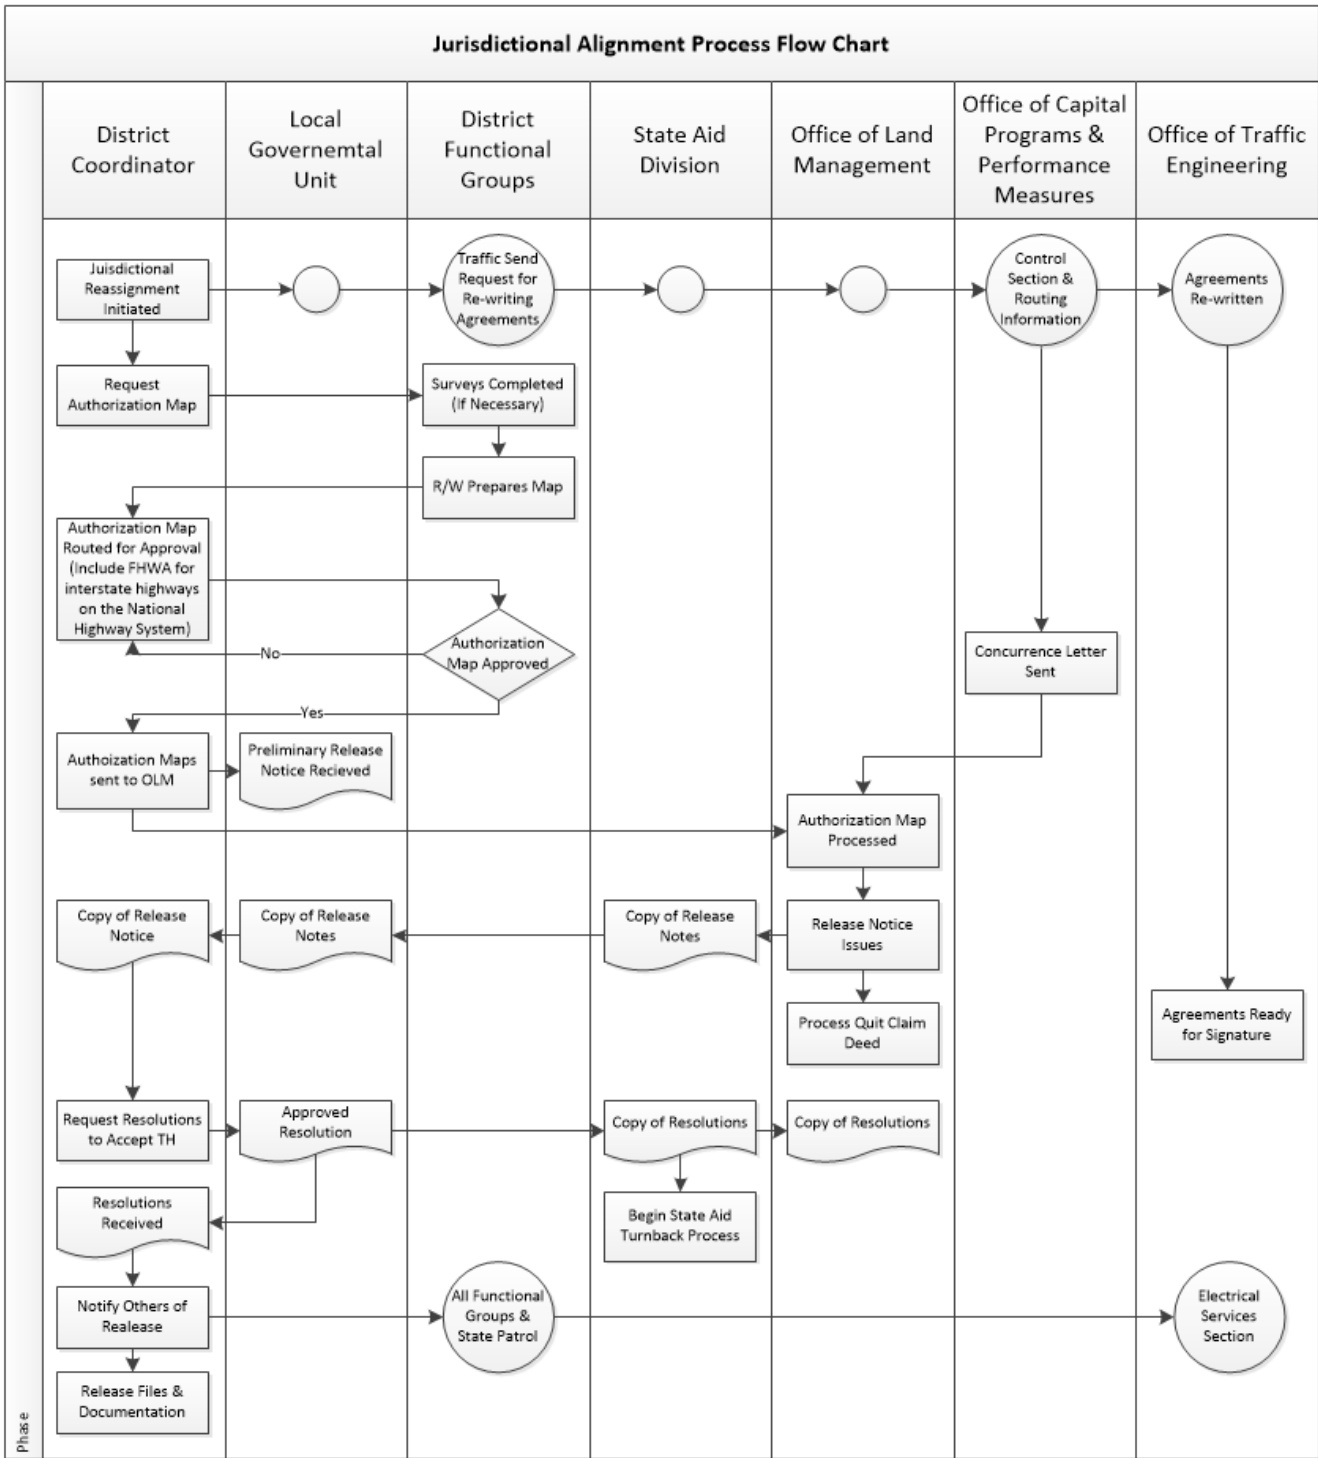 Jurisdictional Alignment Process Flow Chart
District
Coordinator
Local
Governemtal
Unit
District
Functional
Groups
State Aid
Division
Office of Land
Management
Office of Capital
Programs &
Performance
Measures
Office of Traffic
Engineering
Juisdictional
Reassignment
Initiated
Traffic Send
Request for
Re-writing
Agreements
Control
Section &
Routing
Information
Agreements
Re-written
Request
Authorization Map
Surveys Completed
(If Necessary)
R/W Prepares Map
Authorization Map
Routed for Approval
(Include FHWA for
interstate highways
on the National
Highway System)
Authorization
Map Approved
No
Concurrence Letter
Sent
Yes
Authoization Maps
sent to OLM
Preliminary Release
Notice Recieved
Authorization Map
Processed
Copy of Release
Notice
Copy of Release
Notes
Copy of Release
Notes
Release Notice
Issues
Process Quit Claim
Deed
Agreements Ready
for Signature
Request Resolutions
to Accept TH
Approved
Resolution
Copy of Resolutions
Copy of Resolutions
Resolutions
Received
Begin State Aid
Turnback Process
Notify Others of
Realease
All Functional
Groups &
State Patrol
Electrical
Services
Section
Release Files &
Documentation
Phase